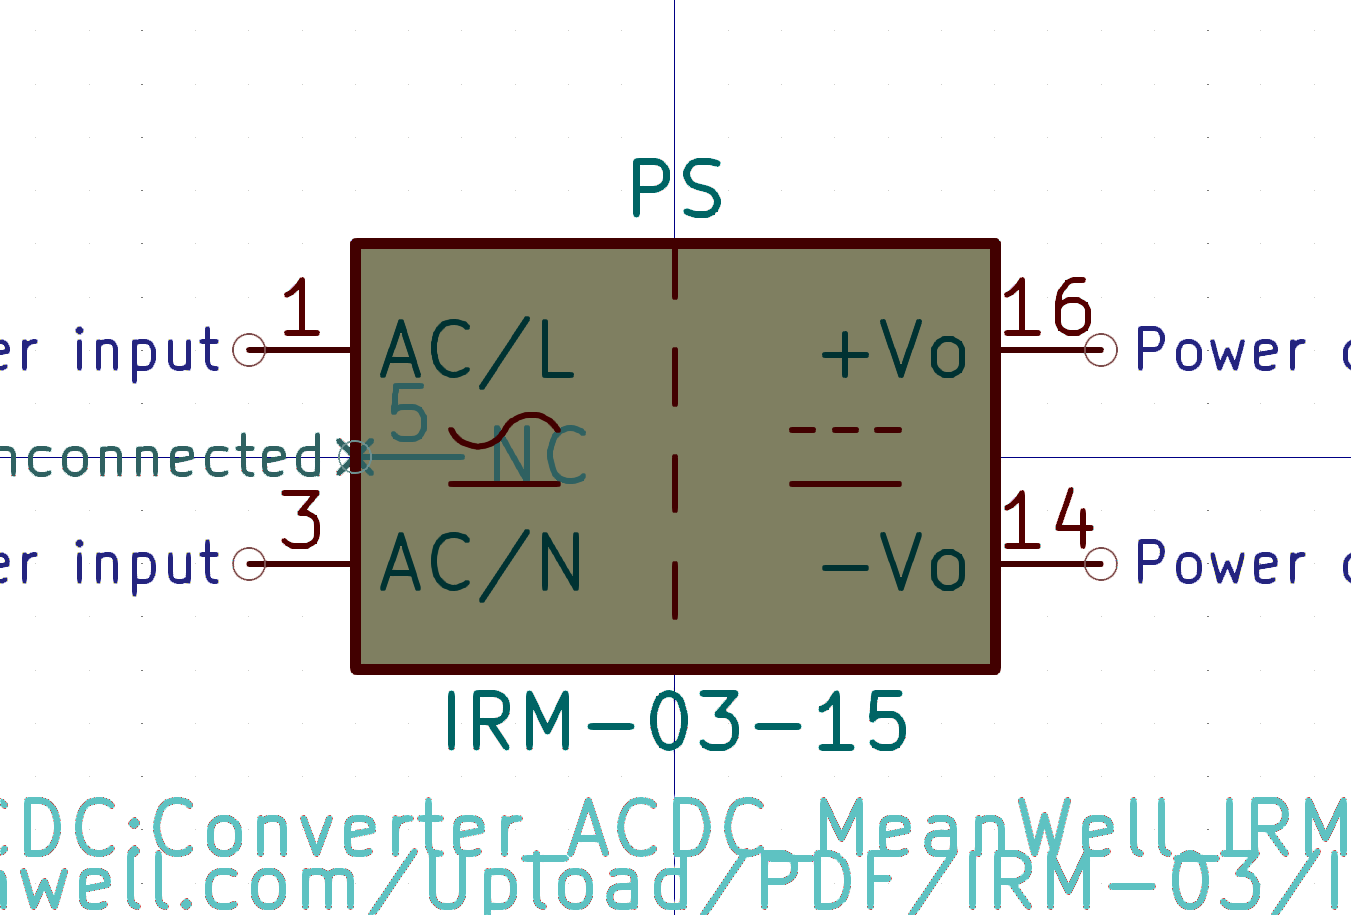 PS
1 16
er input AC/L +Vo Power
5
nconnected NC
3 14
er input AC/N -Vo Power
IRM-03-15
CDC:Converter_ACDC_MeanWell_IRM
well.com/Upload/PDF/IRM-03/I